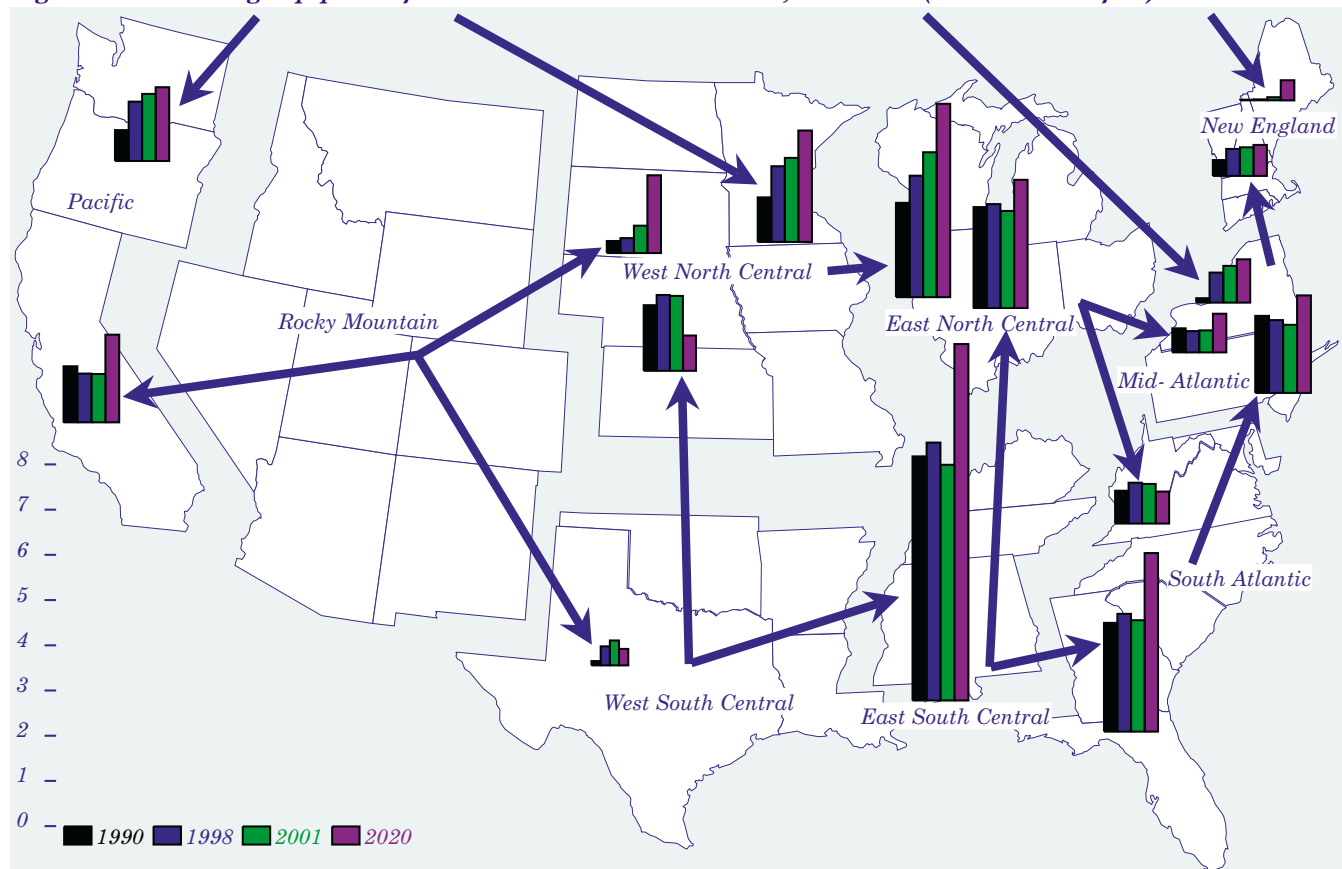 New England
Pacific
West North Central
Rocky Mountain
East North Central
Mid- Atlantic
8
7
6
South Atlantic
5
4
3
West South Central
East South Central
2
1
0
1990 1998 2001 2020